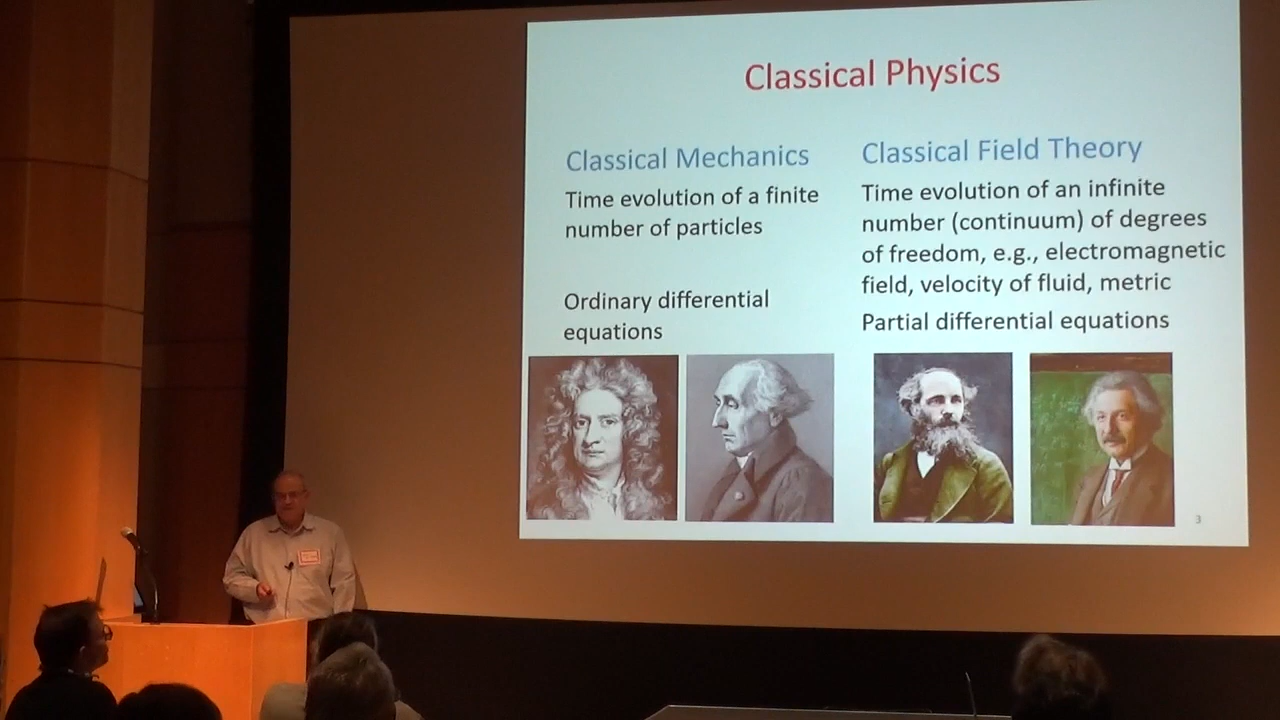 Classical Physics
Classical Mechanics
Time evolution of a finite
number of particles
Ordinary differential
equations
Classical Field Theory
Time evolution of an infinite
number (continuum) of degrees
of freedom, e.g., electromagnetic
field, velocity of fluid, metric
Partial differential equations
3